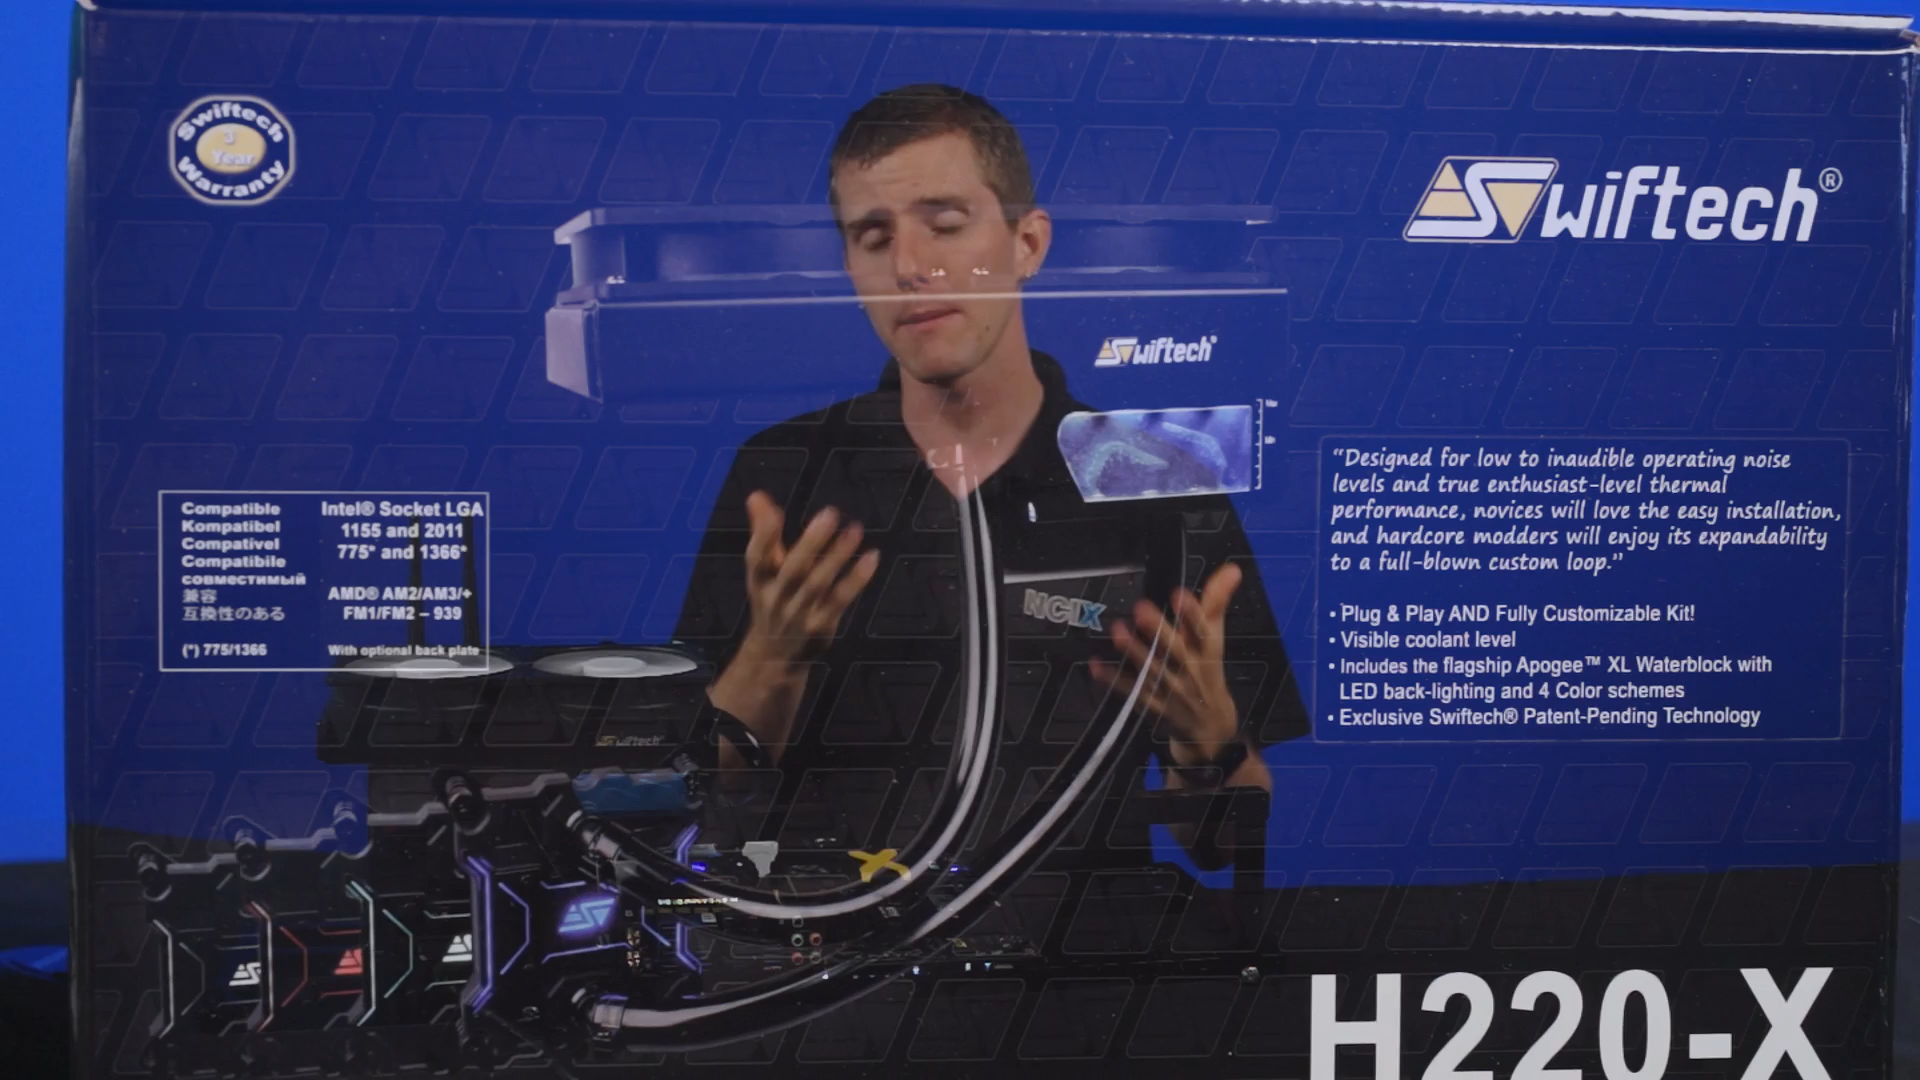 Swiftech
3
Year
Warranty
Swiftech®
Swiftech®
"Designed for low to inaudible operating noise
levels and true enthusiast-level thermal
performance, novices will love the easy installation,
and hardcore modders will enjoy its expandability
to a full-blown custom loop."
• Plug & Play AND Fully Customizable Kit!
• Visible coolant level
• Includes the flagship Apogee™ XL Waterblock with
LED back-lighting and 4 Color schemes
• Exclusive Swiftech® Patent-Pending Technology
Compatible
Kompatibel
Compativel
Compatibile
совместимый
兼容
互換性のある
(*) 775/1366
Intel® Socket LGA
1155 and 2011
775* and 1366*
AMD® AM2/AM3/+
FM1/FM2 – 939
With optional back plate
NCIX
Swiftech
H220-X